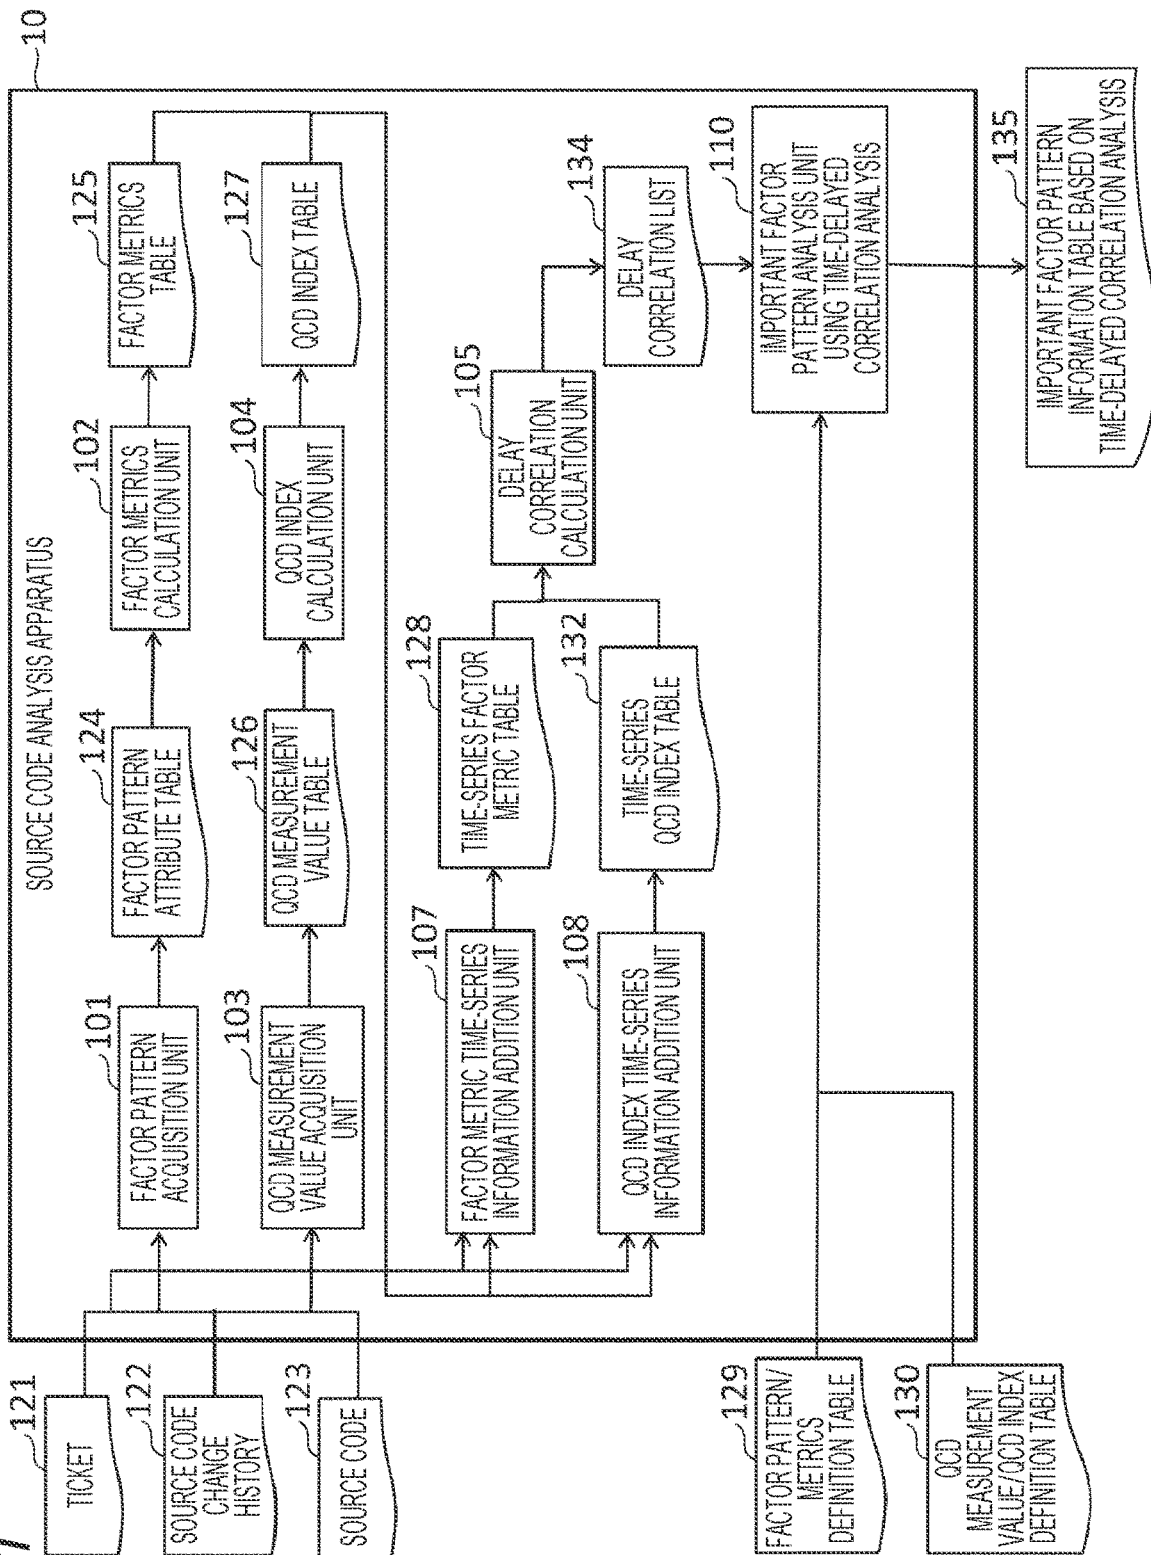 10
SOURCE CODE ANALYSIS APPARATUS
121
TICKET
122
SOURCE CODE
CHANGE
HISTORY
123
SOURCE CODE
101
FACTOR PATTERN
ACQUISITION UNIT
124
FACTOR PATTERN
ATTRIBUTE TABLE
102
FACTOR METRICS
CALCULATION UNIT
125
FACTOR METRICS
TABLE
103
QCD MEASUREMENT
VALUE ACQUISITION
UNIT
126
QCD MEASUREMENT
VALUE TABLE
104
QCD INDEX
CALCULATION UNIT
127
QCD INDEX TABLE
107
FACTOR METRIC TIME-SERIES
INFORMATION ADDITION UNIT
128
TIME-SERIES FACTOR
METRIC TABLE
108
QCD INDEX TIME-SERIES
INFORMATION ADDITION UNIT
132
TIME-SERIES
QCD INDEX TABLE
105
DELAY
CORRELATION
CALCULATION UNIT
134
DELAY
CORRELATION LIST
129
FACTOR PATTERN/
METRICS
DEFINITION TABLE
130
QCD
MEASUREMENT
VALUE/QCD INDEX
DEFINITION TABLE
110
IMPORTANT FACTOR
PATTERN ANALYSIS UNIT
USING TIME-DELAYED
CORRELATION ANALYSIS
135
IMPORTANT FACTOR PATTERN
INFORMATION TABLE BASED ON
TIME-DELAYED CORRELATION ANALYSIS